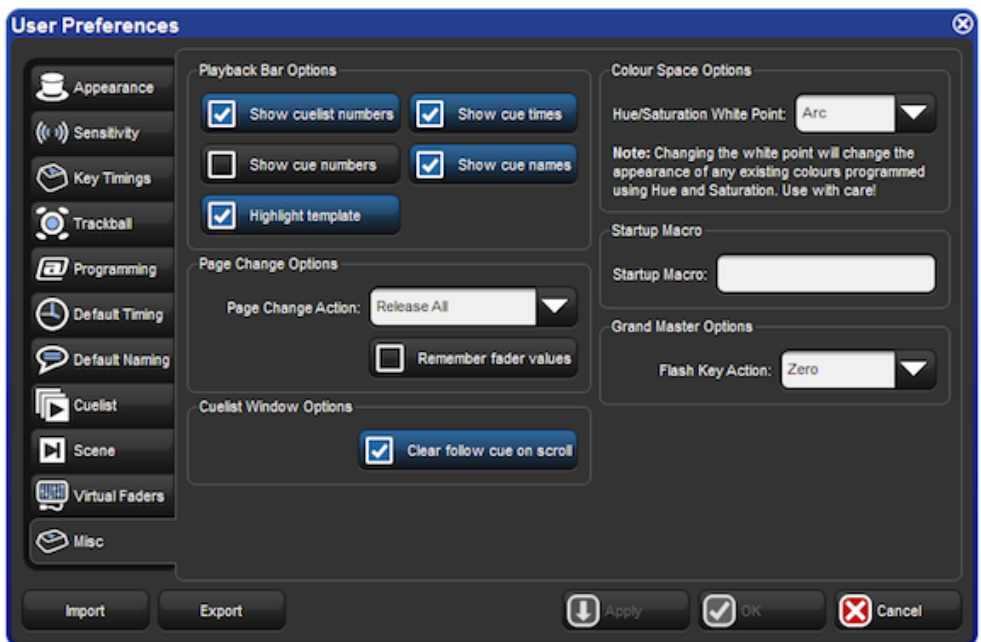 User Preferences
Appearance
Sensitivity
Key Timings
Trackball
Programming
Default Timing
Default Naming
Cuelist
Scene
Virtual Faders
Misc
Playback Bar Options
Show cuelist numbers
Show cue times
Show cue numbers
Show cue names
Highlight template
Page Change Options
Page Change Action: Release All
Remember fader values
Cuelist Window Options
Clear follow cue on scroll
Colour Space Options
Hue/Saturation White Point: Arc
Note: Changing the white point will change the
appearance of any existing colours programmed
using Hue and Saturation. Use with care!
Startup Macro
Startup Macro:
Grand Master Options
Flash Key Action: Zero
Import
Export
Apply
OK
Cancel